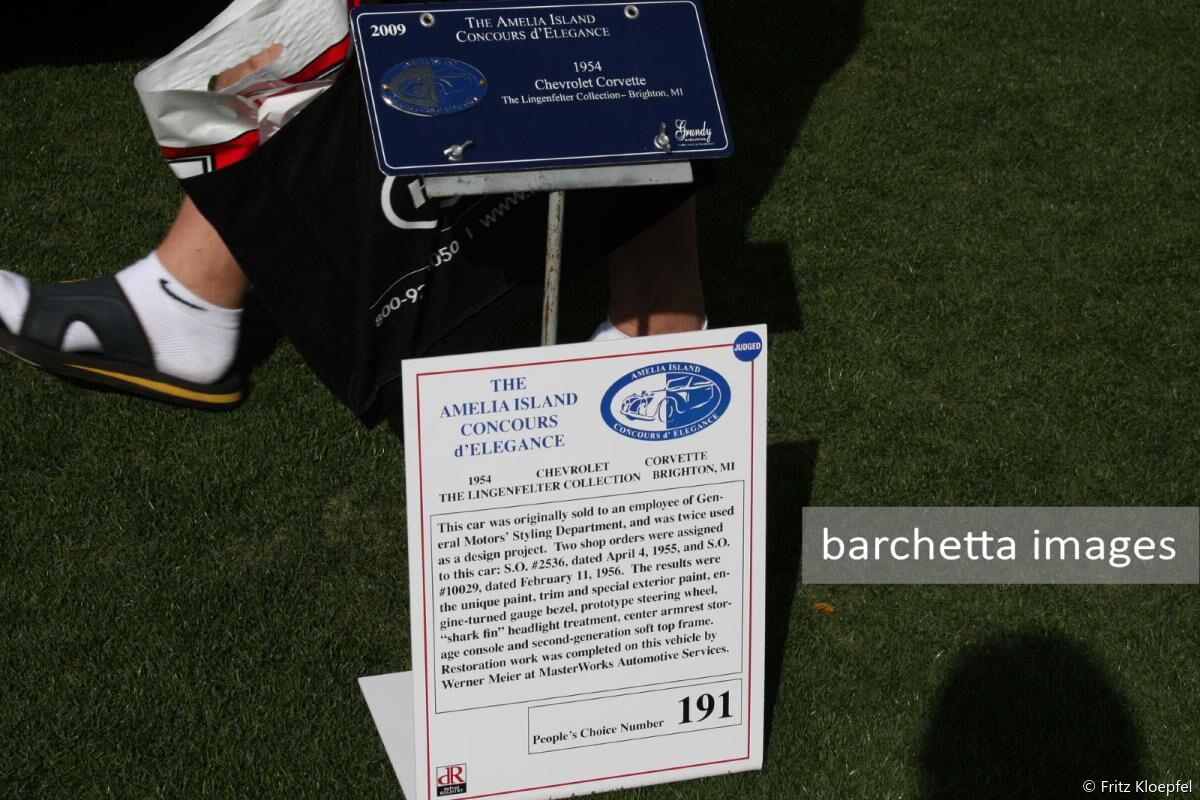 2009
THE AMELIA ISLAND
CONCOURS d'ELEGANCE
1954
Chevrolet Corvette
The Lingenfelter Collection– Brighton, MI
Grundy
050 | www.
800-9
JUDGED
THE
AMELIA ISLAND
CONCOURS
d'ELEGANCE
AMELIA ISLAND
CONCOURS d' ELEGANCE
1954 CHEVROLET CORVETTE
THE LINGENFELTER COLLECTION BRIGHTON, MI
This car was originally sold to an employee of Gen-
eral Motors' Styling Department, and was twice used
as a design project. Two shop orders were assigned
to this car: S.O. #2536, dated April 4, 1955, and S.O.
#10029, dated February 11, 1956. The results were
the unique paint, trim and special exterior paint, en-
gine-turned gauge bezel, prototype steering wheel,
“shark fin” headlight treatment, center armrest stor-
age console and second-generation soft top frame.
Restoration work was completed on this vehicle by
Werner Meier at MasterWorks Automotive Services.
People's Choice Number 191
dR
barchetta images
© Fritz Kloepfel